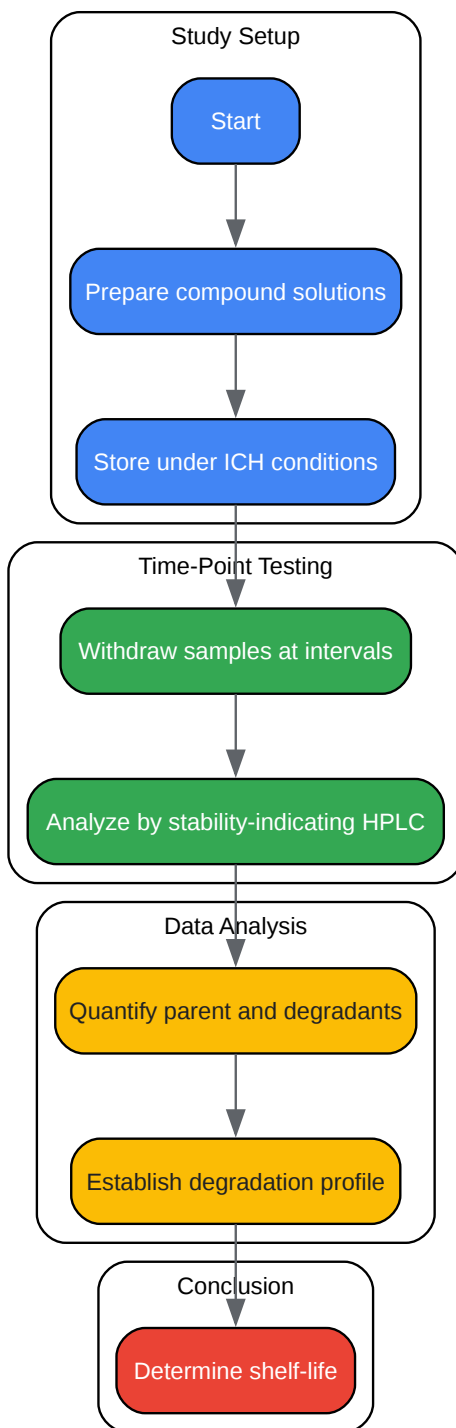 Study Setup
Start
Prepare compound solutions
Store under ICH conditions
Time-Point Testing
Withdraw samples at intervals
Analyze by stability-indicating HPLC
Data Analysis
Quantify parent and degradants
Establish degradation profile
Conclusion
Determine shelf-life